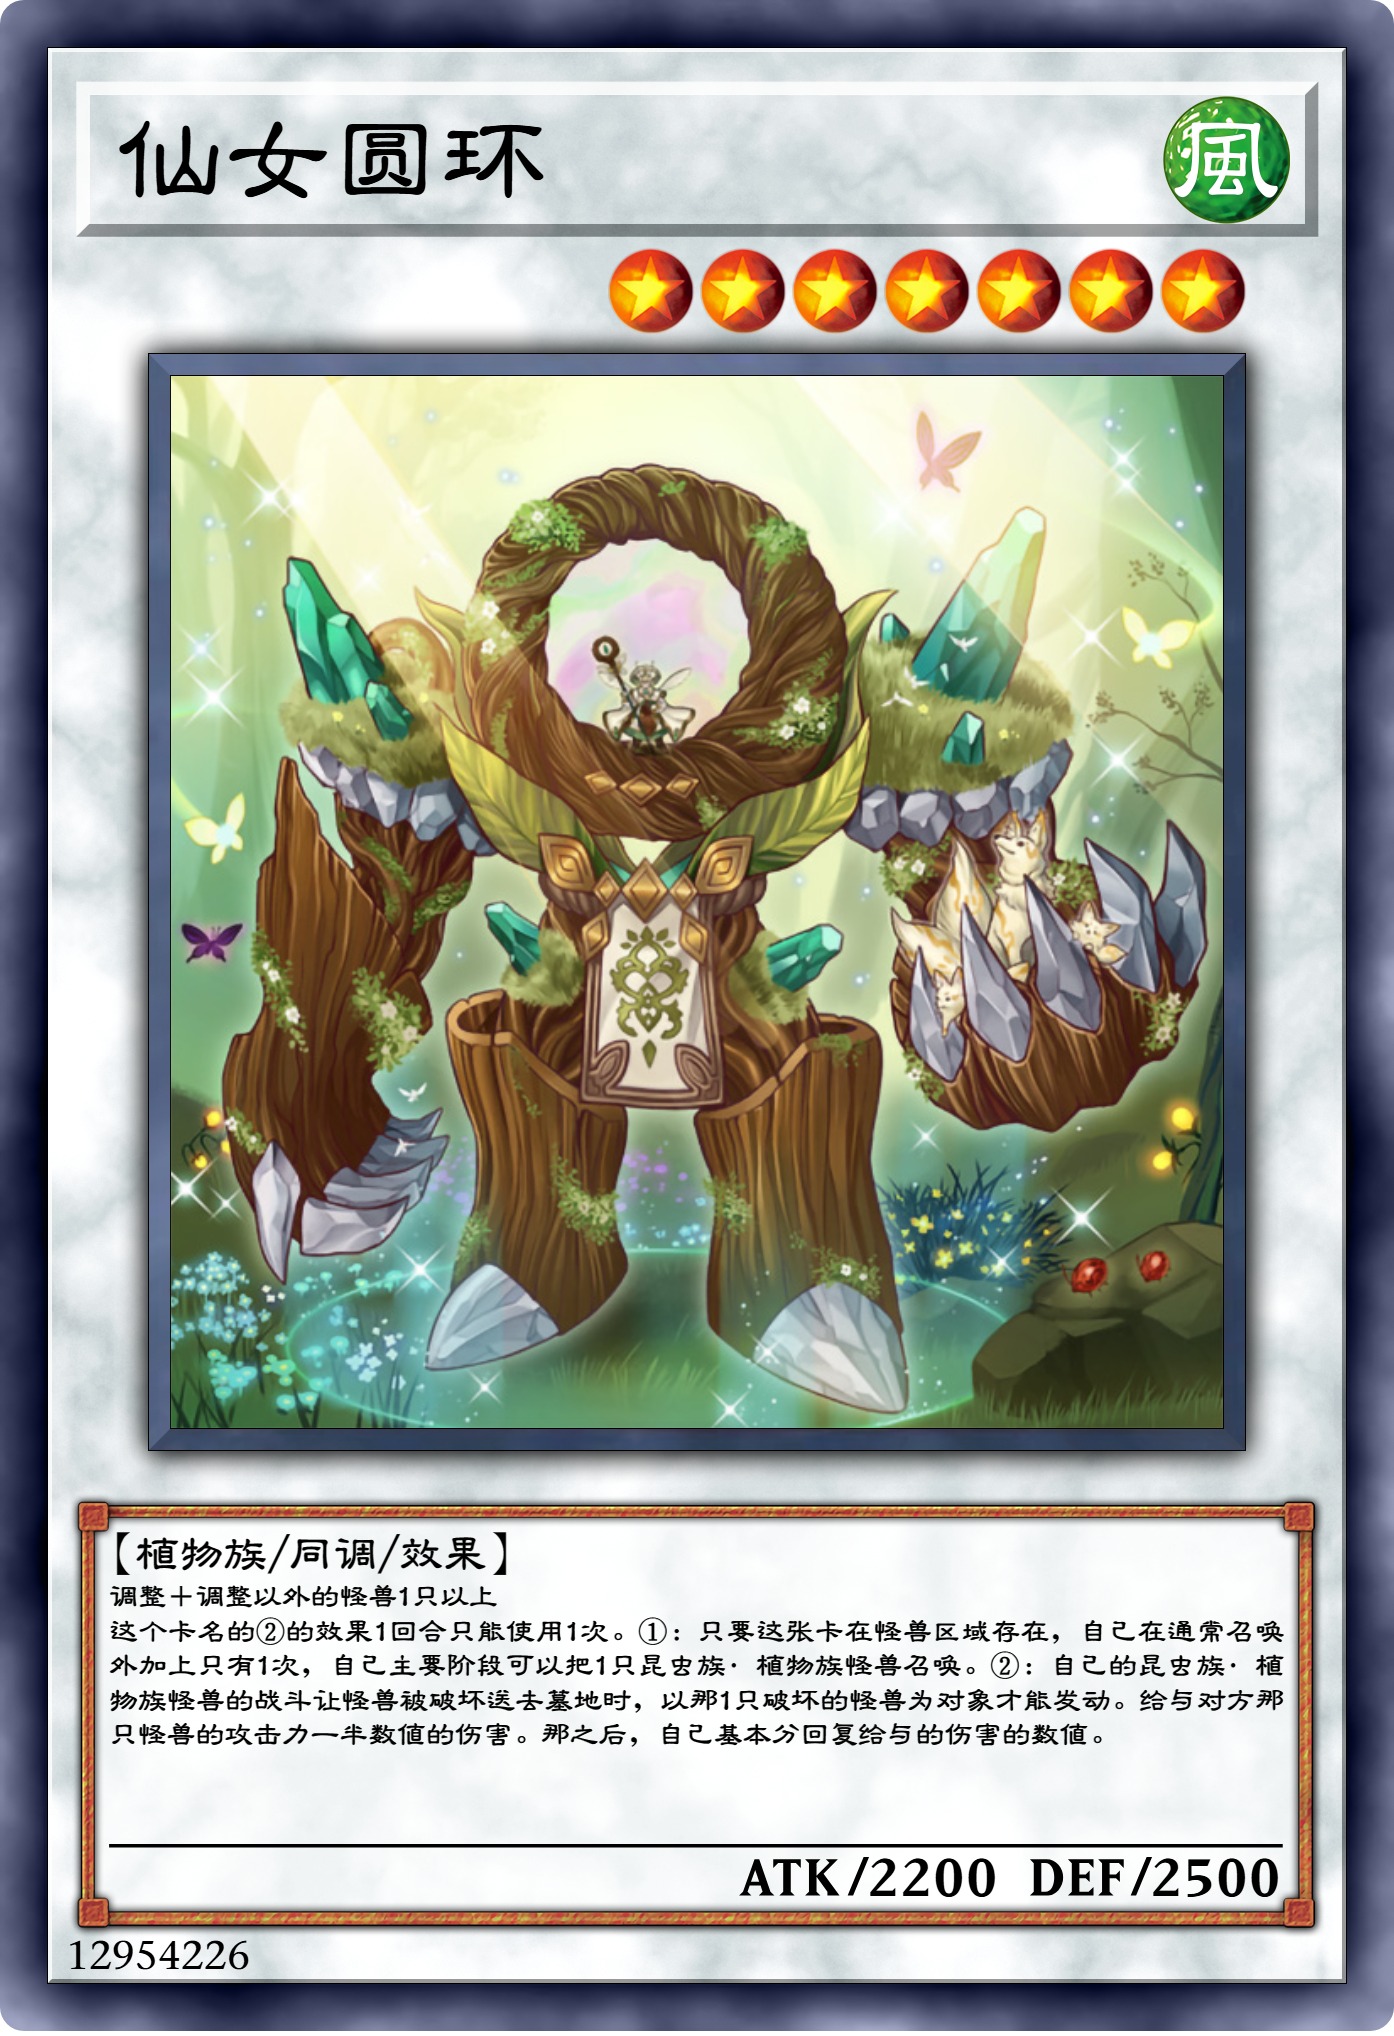 仙女圆环
風
【植物族/同调/效果】
调整＋调整以外的怪兽1只以上
这个卡名的②的效果1回合只能使用1次。①：只要这张卡在怪兽区域存在，自己在通常召唤
外加上只有1次，自己主要阶段可以把1只昆虫族·植物族怪兽召唤。②：自己的昆虫族·植
物族怪兽的战斗让怪兽被破坏送去墓地时，以那1只破坏的怪兽为对象才能发动。给与对方那
只怪兽的攻击力一半数值的伤害。那之后，自己基本分回复给与的伤害的数值。
ATK/2200 DEF/2500
12954226